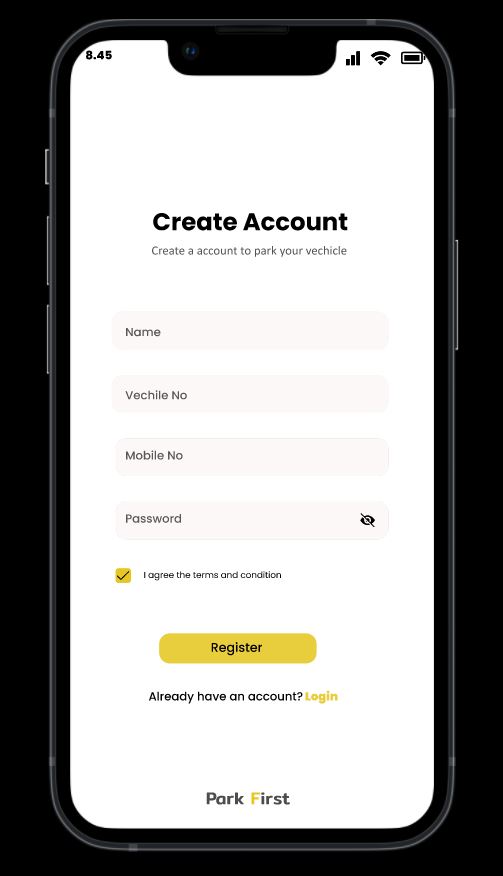 8.45
Create Account
Create a account to park your vechicle
Name
Vechile No
Mobile No
Password
I agree the terms and condition
Register
Already have an account? Login
Park First